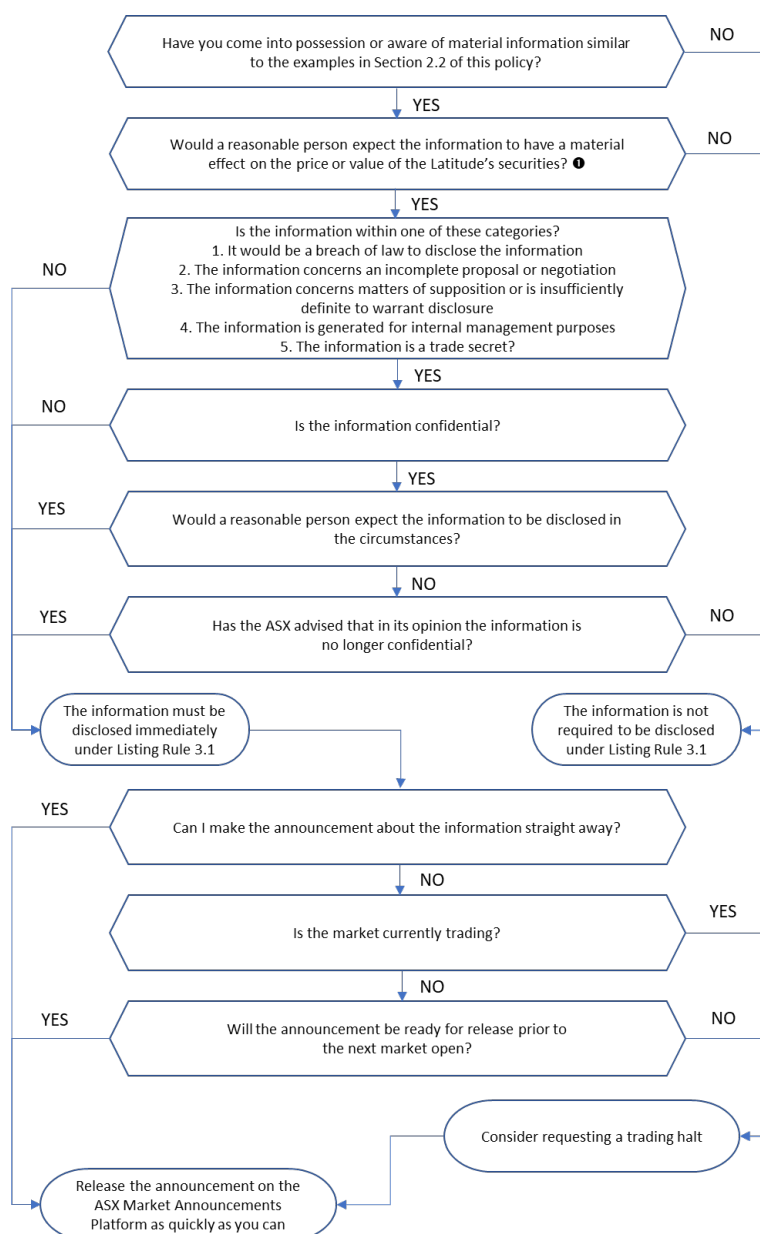 Have you come into possession or aware of material information similar
to the examples in Section 2.2 of this policy?
NO
YES
Would a reasonable person expect the information to have a material
effect on the price or value of the Latitude's securities? ❶
NO
YES
Is the information within one of these categories?
1. It would be a breach of law to disclose the information
2. The information concerns an incomplete proposal or negotiation
3. The information concerns matters of supposition or is insufficiently
definite to warrant disclosure
4. The information is generated for internal management purposes
5. The information is a trade secret?
NO
YES
Is the information confidential?
NO
YES
Would a reasonable person expect the information to be disclosed in
the circumstances?
YES
NO
Has the ASX advised that in its opinion the information is
no longer confidential?
YES
NO
The information must be
disclosed immediately
under Listing Rule 3.1
The information is not
required to be disclosed
under Listing Rule 3.1
Can I make the announcement about the information straight away?
YES
NO
Is the market currently trading?
YES
NO
Will the announcement be ready for release prior to
the next market open?
YES
NO
Consider requesting a trading halt
Release the announcement on the
ASX Market Announcements
Platform as quickly as you can